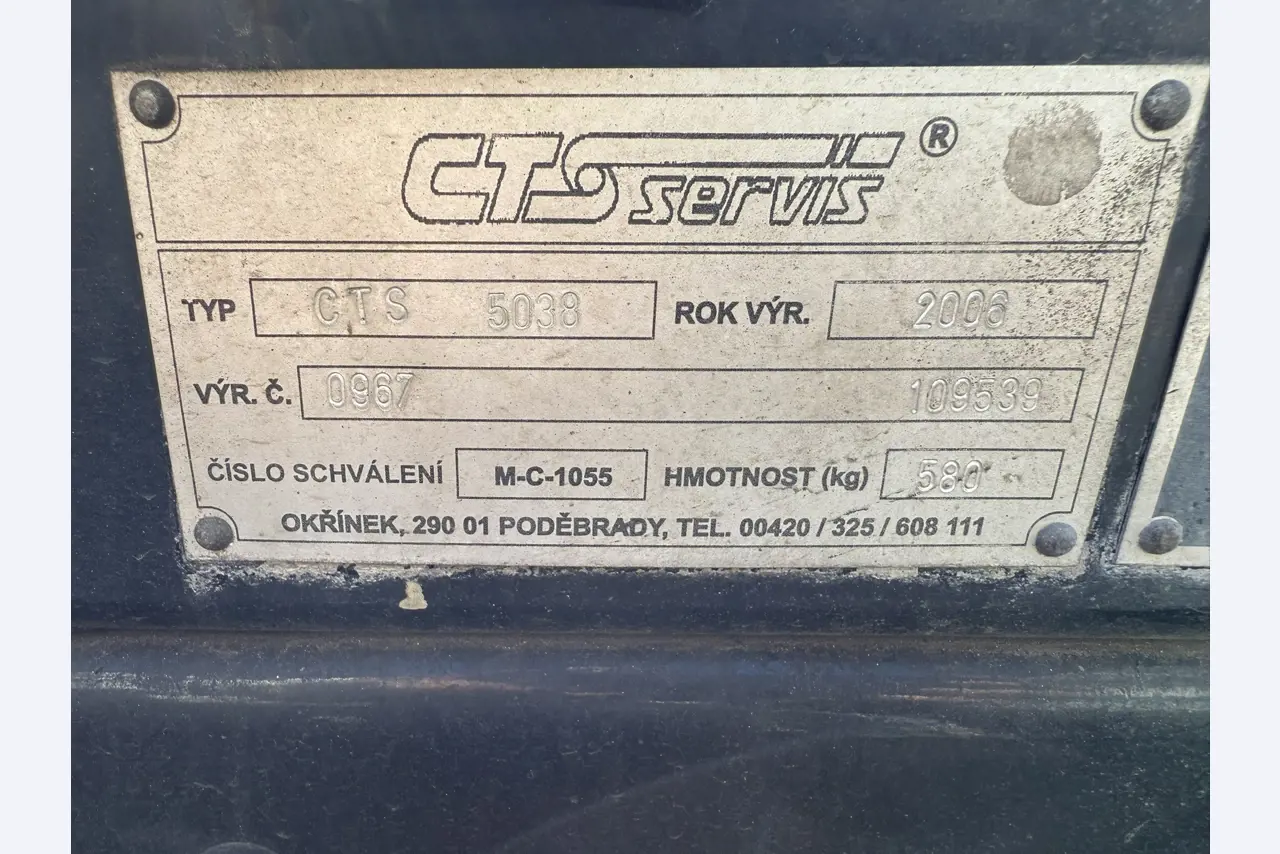 CTS servis ®
TYP CTS 5038 ROK VÝR. 2006
VÝR. Č. 0967 109539
ČÍSLO SCHVÁLENÍ M-C-1055 HMOTNOST (kg) 580
OKŘÍNEK, 290 01 PODĚBRADY, TEL. 00420 / 325 / 608 111